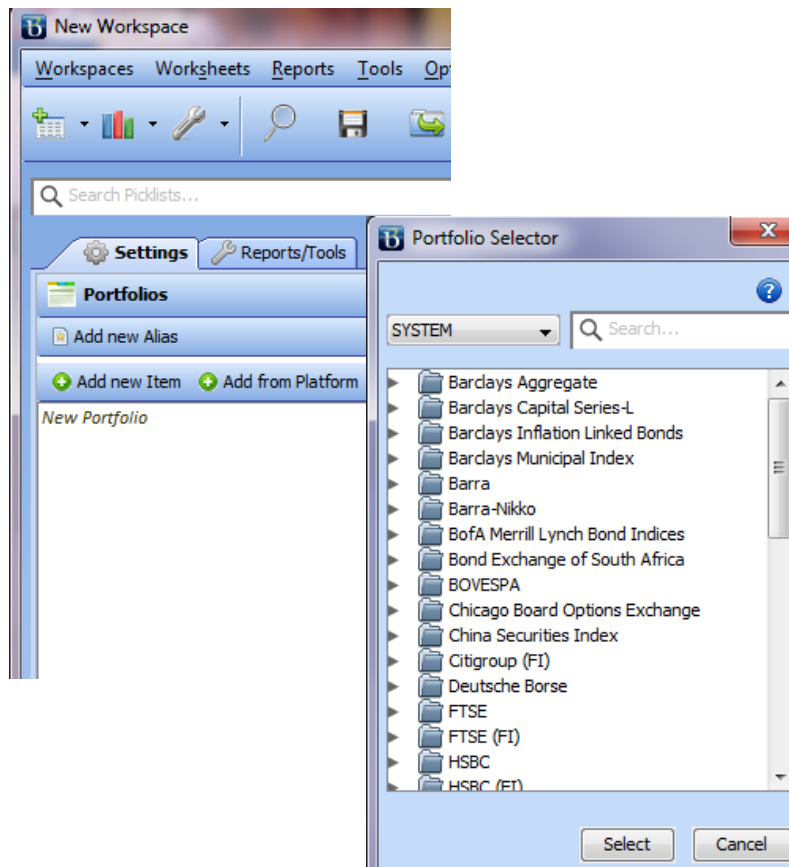 New Workspace
Workspaces Worksheets Reports Tools Op
Search Picklists...
Settings Reports/Tools
Portfolios
Add new Alias
Add new Item Add from Platform
New Portfolio
Portfolio Selector
SYSTEM Search...
Barclays Aggregate
Barclays Capital Series-L
Barclays Inflation Linked Bonds
Barclays Municipal Index
Barra
Barra-Nikko
BofA Merrill Lynch Bond Indices
Bond Exchange of South Africa
BOVESPA
Chicago Board Options Exchange
China Securities Index
Citigroup (FI)
Deutsche Borse
FTSE
FTSE (FI)
HSBC
HSBC (FI)
Select Cancel